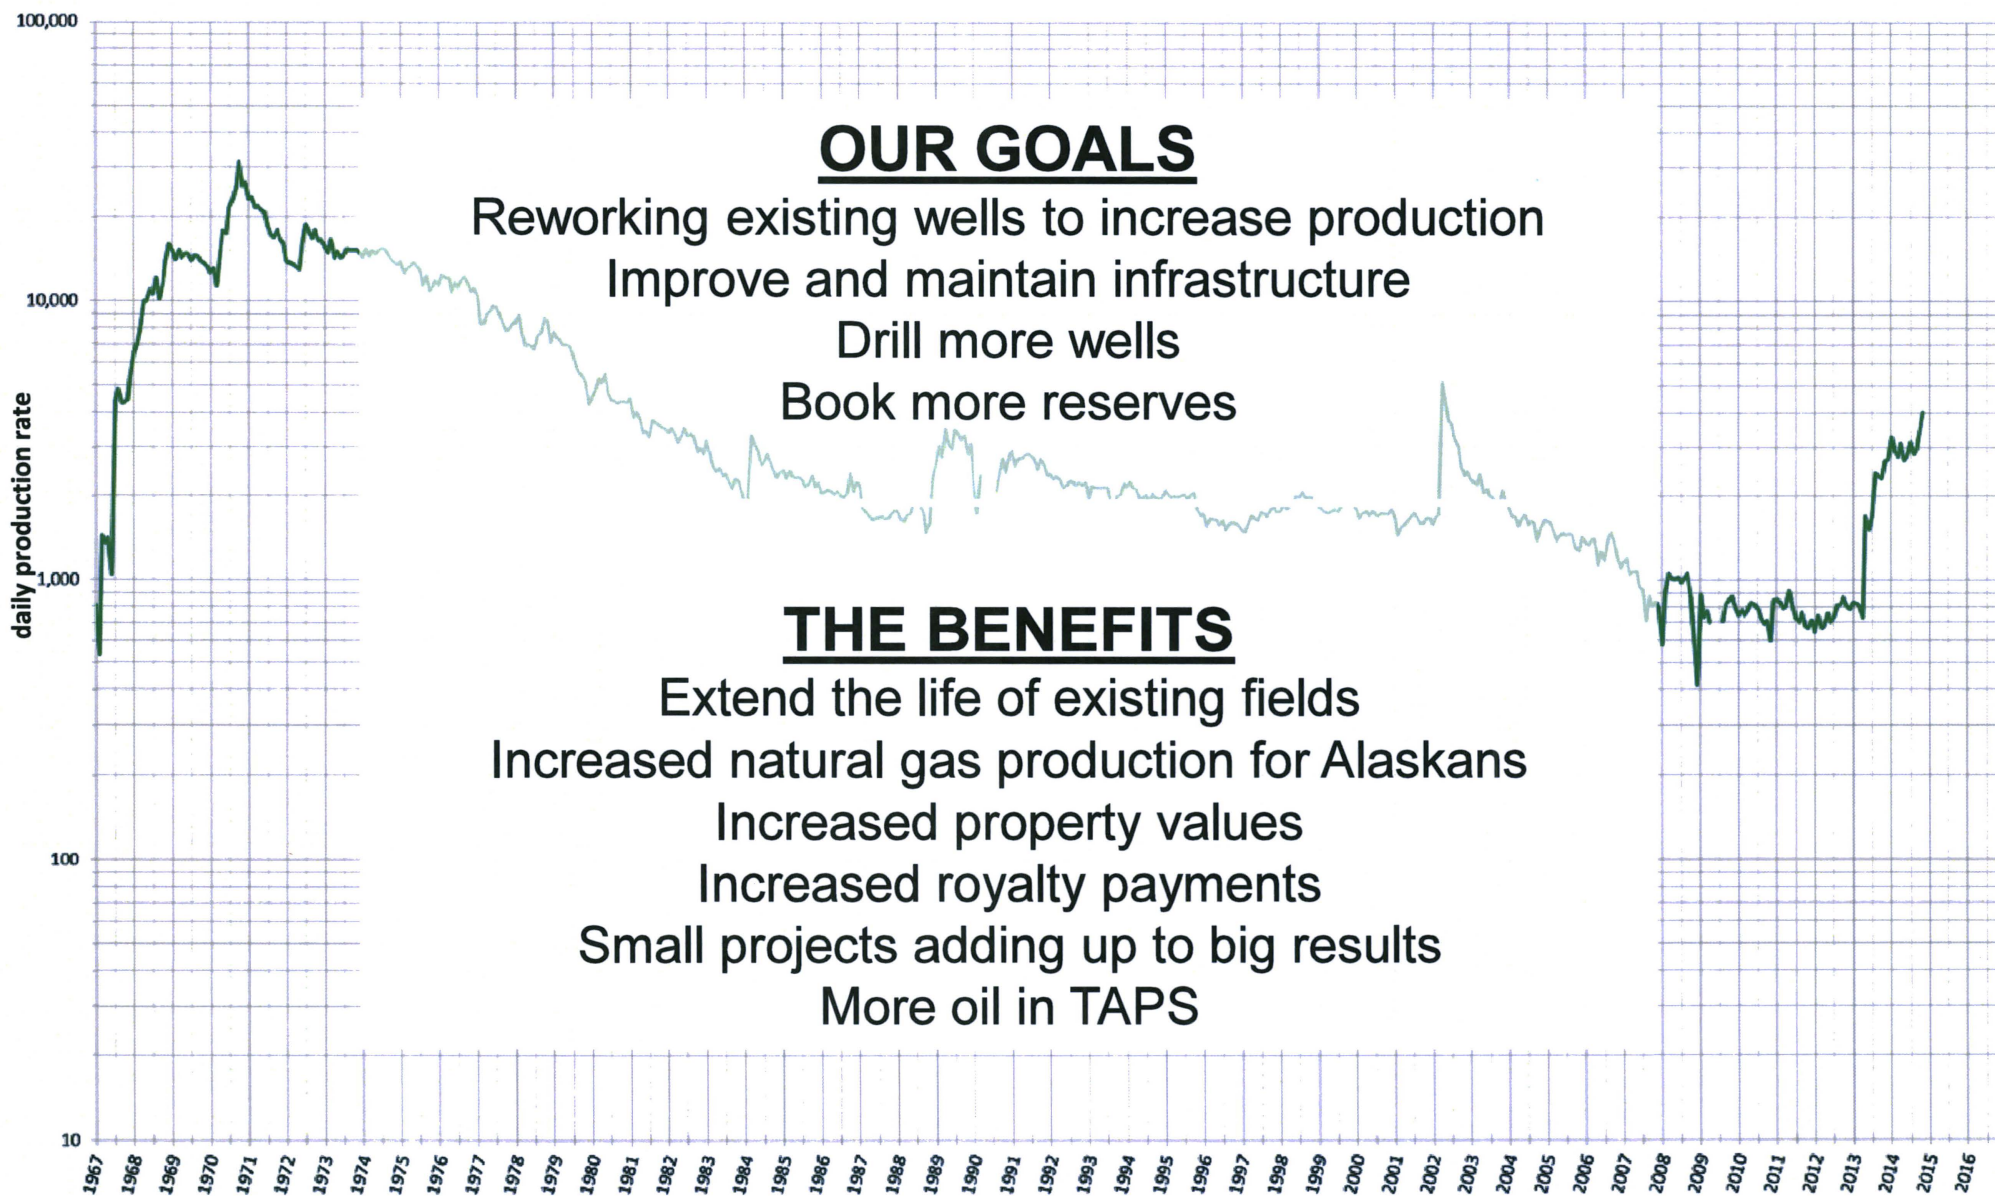 100,000
10,000
1,000
100
10
daily production rate
OUR GOALS
Reworking existing wells to increase production
Improve and maintain infrastructure
Drill more wells
Book more reserves
THE BENEFITS
Extend the life of existing fields
Increased natural gas production for Alaskans
Increased property values
Increased royalty payments
Small projects adding up to big results
More oil in TAPS
1967 1968 1969 1970 1971 1972 1973 1974 1975 1976 1977 1978 1979 1980 1981 1982 1983 1984 1985 1986 1987 1988 1989 1990 1991 1992 1993 1994 1995 1996 1997 1998 1999 2000 2001 2002 2003 2004 2005 2006 2007 2008 2009 2010 2011 2012 2013 2014 2015 2016